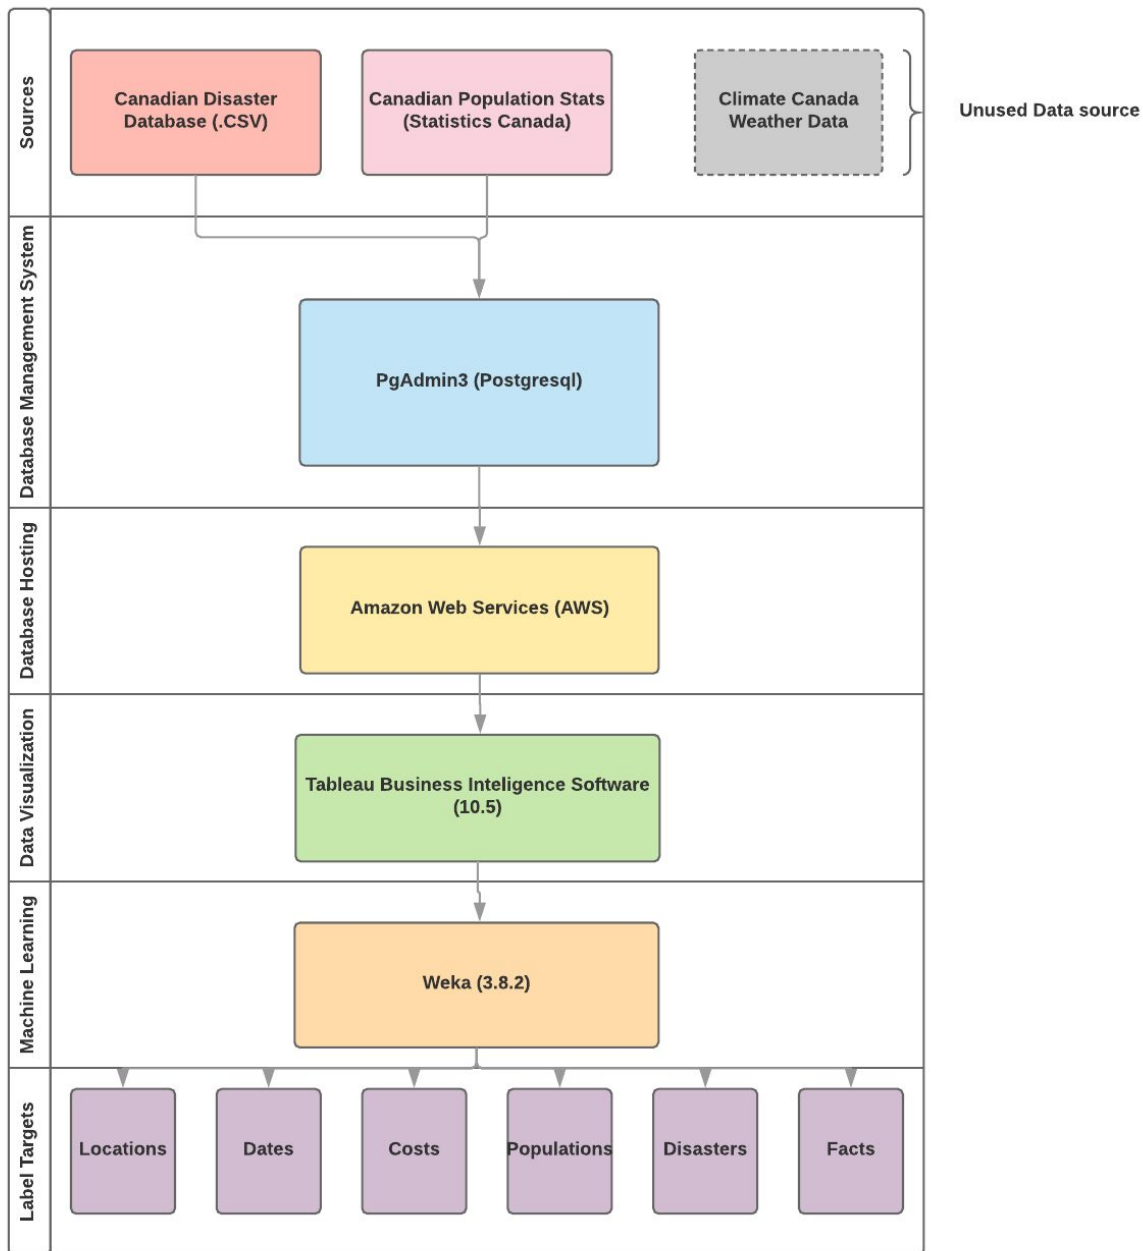 Sources
Canadian Disaster
Database (.CSV)
Canadian Population Stats
(Statistics Canada)
Climate Canada
Weather Data
Unused Data source
Database Management System
PgAdmin3 (Postgresql)
Database Hosting
Amazon Web Services (AWS)
Data Visualization
Tableau Business Inteligence Software
(10.5)
Machine Learning
Weka (3.8.2)
Label Targets
Locations
Dates
Costs
Populations
Disasters
Facts